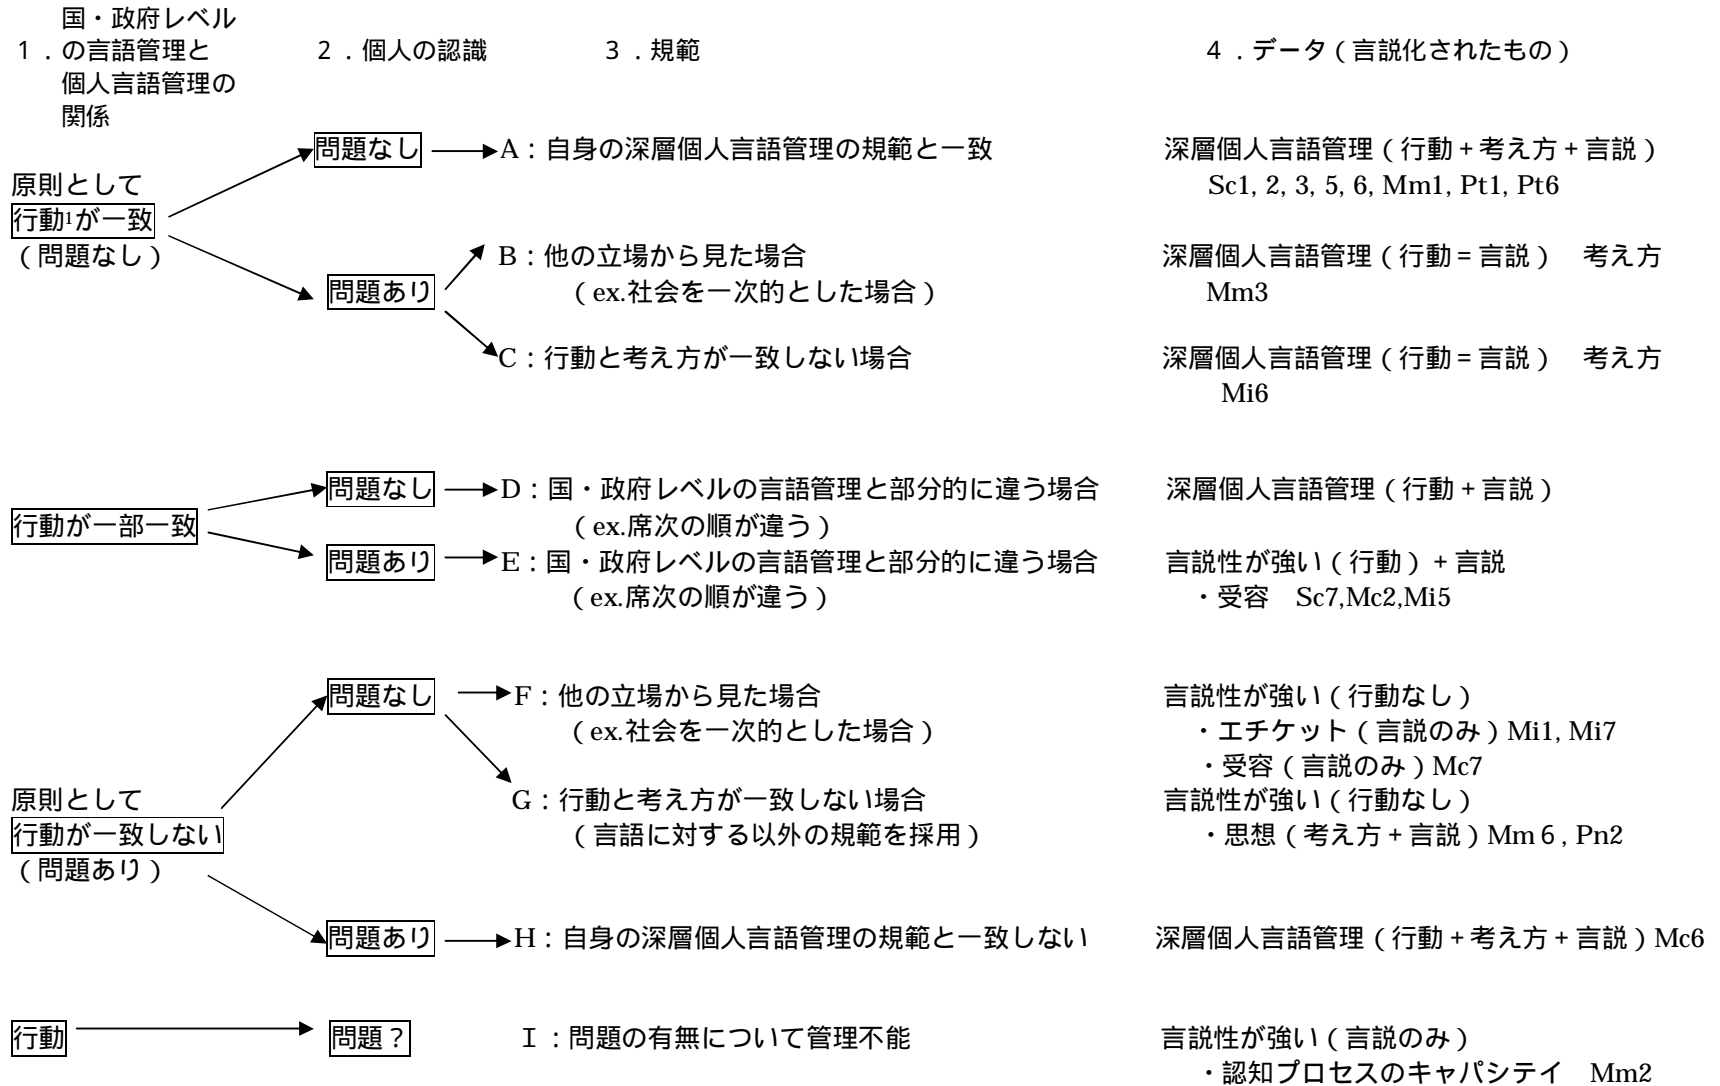 国・政府レベル
１．の言語管理と
個人言語管理の
関係
２．個人の認識
３．規範
４．データ（言説化されたもの）
問題なし
A：自身の深層個人言語管理の規範と一致
深層個人言語管理（行動＋考え方＋言説）
Sc1, 2, 3, 5, 6, Mm1, Pt1, Pt6
原則として
行動1が一致
（問題なし）
問題あり
B：他の立場から見た場合
（ex.社会を一次的とした場合）
深層個人言語管理（行動＝言説）　考え方
Mm3
C：行動と考え方が一致しない場合
深層個人言語管理（行動＝言説）　考え方
Mi6
行動が一部一致
問題なし
D：国・政府レベルの言語管理と部分的に違う場合
（ex.席次の順が違う）
深層個人言語管理（行動＋言説）
問題あり
E：国・政府レベルの言語管理と部分的に違う場合
（ex.席次の順が違う）
言説性が強い（行動）＋言説
・受容　Sc7,Mc2,Mi5
問題なし
F：他の立場から見た場合
（ex.社会を一次的とした場合）
言説性が強い（行動なし）
・エチケット（言説のみ）Mi1, Mi7
・受容（言説のみ）Mc7
原則として
行動が一致しない
（問題あり）
G：行動と考え方が一致しない場合
（言語に対する以外の規範を採用）
言説性が強い（行動なし）
・思想（考え方＋言説）Mm６, Pn2
問題あり
H：自身の深層個人言語管理の規範と一致しない
深層個人言語管理（行動＋考え方＋言説）Mc6
行動
問題？
Ｉ：問題の有無について管理不能
言説性が強い（言説のみ）
・認知プロセスのキャパシテイ　Mm2